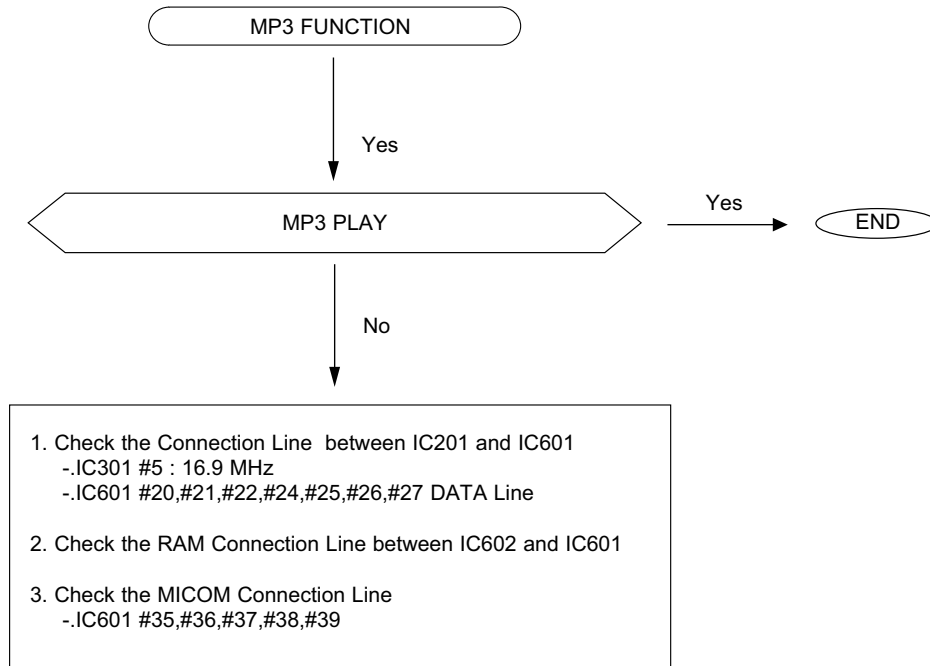 MP3 FUNCTION
Yes
MP3 PLAY
Yes
END
No
1. Check the Connection Line between IC201 and IC601
-.IC301 #5 : 16.9 MHz
-.IC601 #20,#21,#22,#24,#25,#26,#27 DATA Line
2. Check the RAM Connection Line between IC602 and IC601
3. Check the MICOM Connection Line
-.IC601 #35,#36,#37,#38,#39